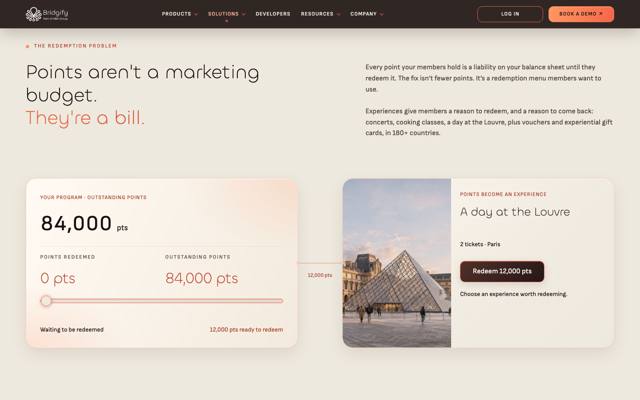 Bridgify
PRODUCTS
SOLUTIONS
DEVELOPERS
RESOURCES
COMPANY
LOG IN
BOOK A DEMO ↗
THE REDEMPTION PROBLEM
Points aren't a marketing
budget.
They're a bill.
Every point your members hold is a liability on your balance sheet until they
redeem it. The fix isn't fewer points. It's a redemption menu members want to
use.
Experiences give members a reason to redeem, and a reason to come back:
concerts, cooking classes, a day at the Louvre, plus vouchers and experiential gift
cards, in 180+ countries.
YOUR PROGRAM · OUTSTANDING POINTS
84,000 pts
POINTS REDEEMED
OUTSTANDING POINTS
0 pts
84,000 pts
Waiting to be redeemed
12,000 pts ready to redeem
12,000 pts
POINTS BECOME AN EXPERIENCE
A day at the Louvre
2 tickets · Paris
Redeem 12,000 pts
Choose an experience worth redeeming.